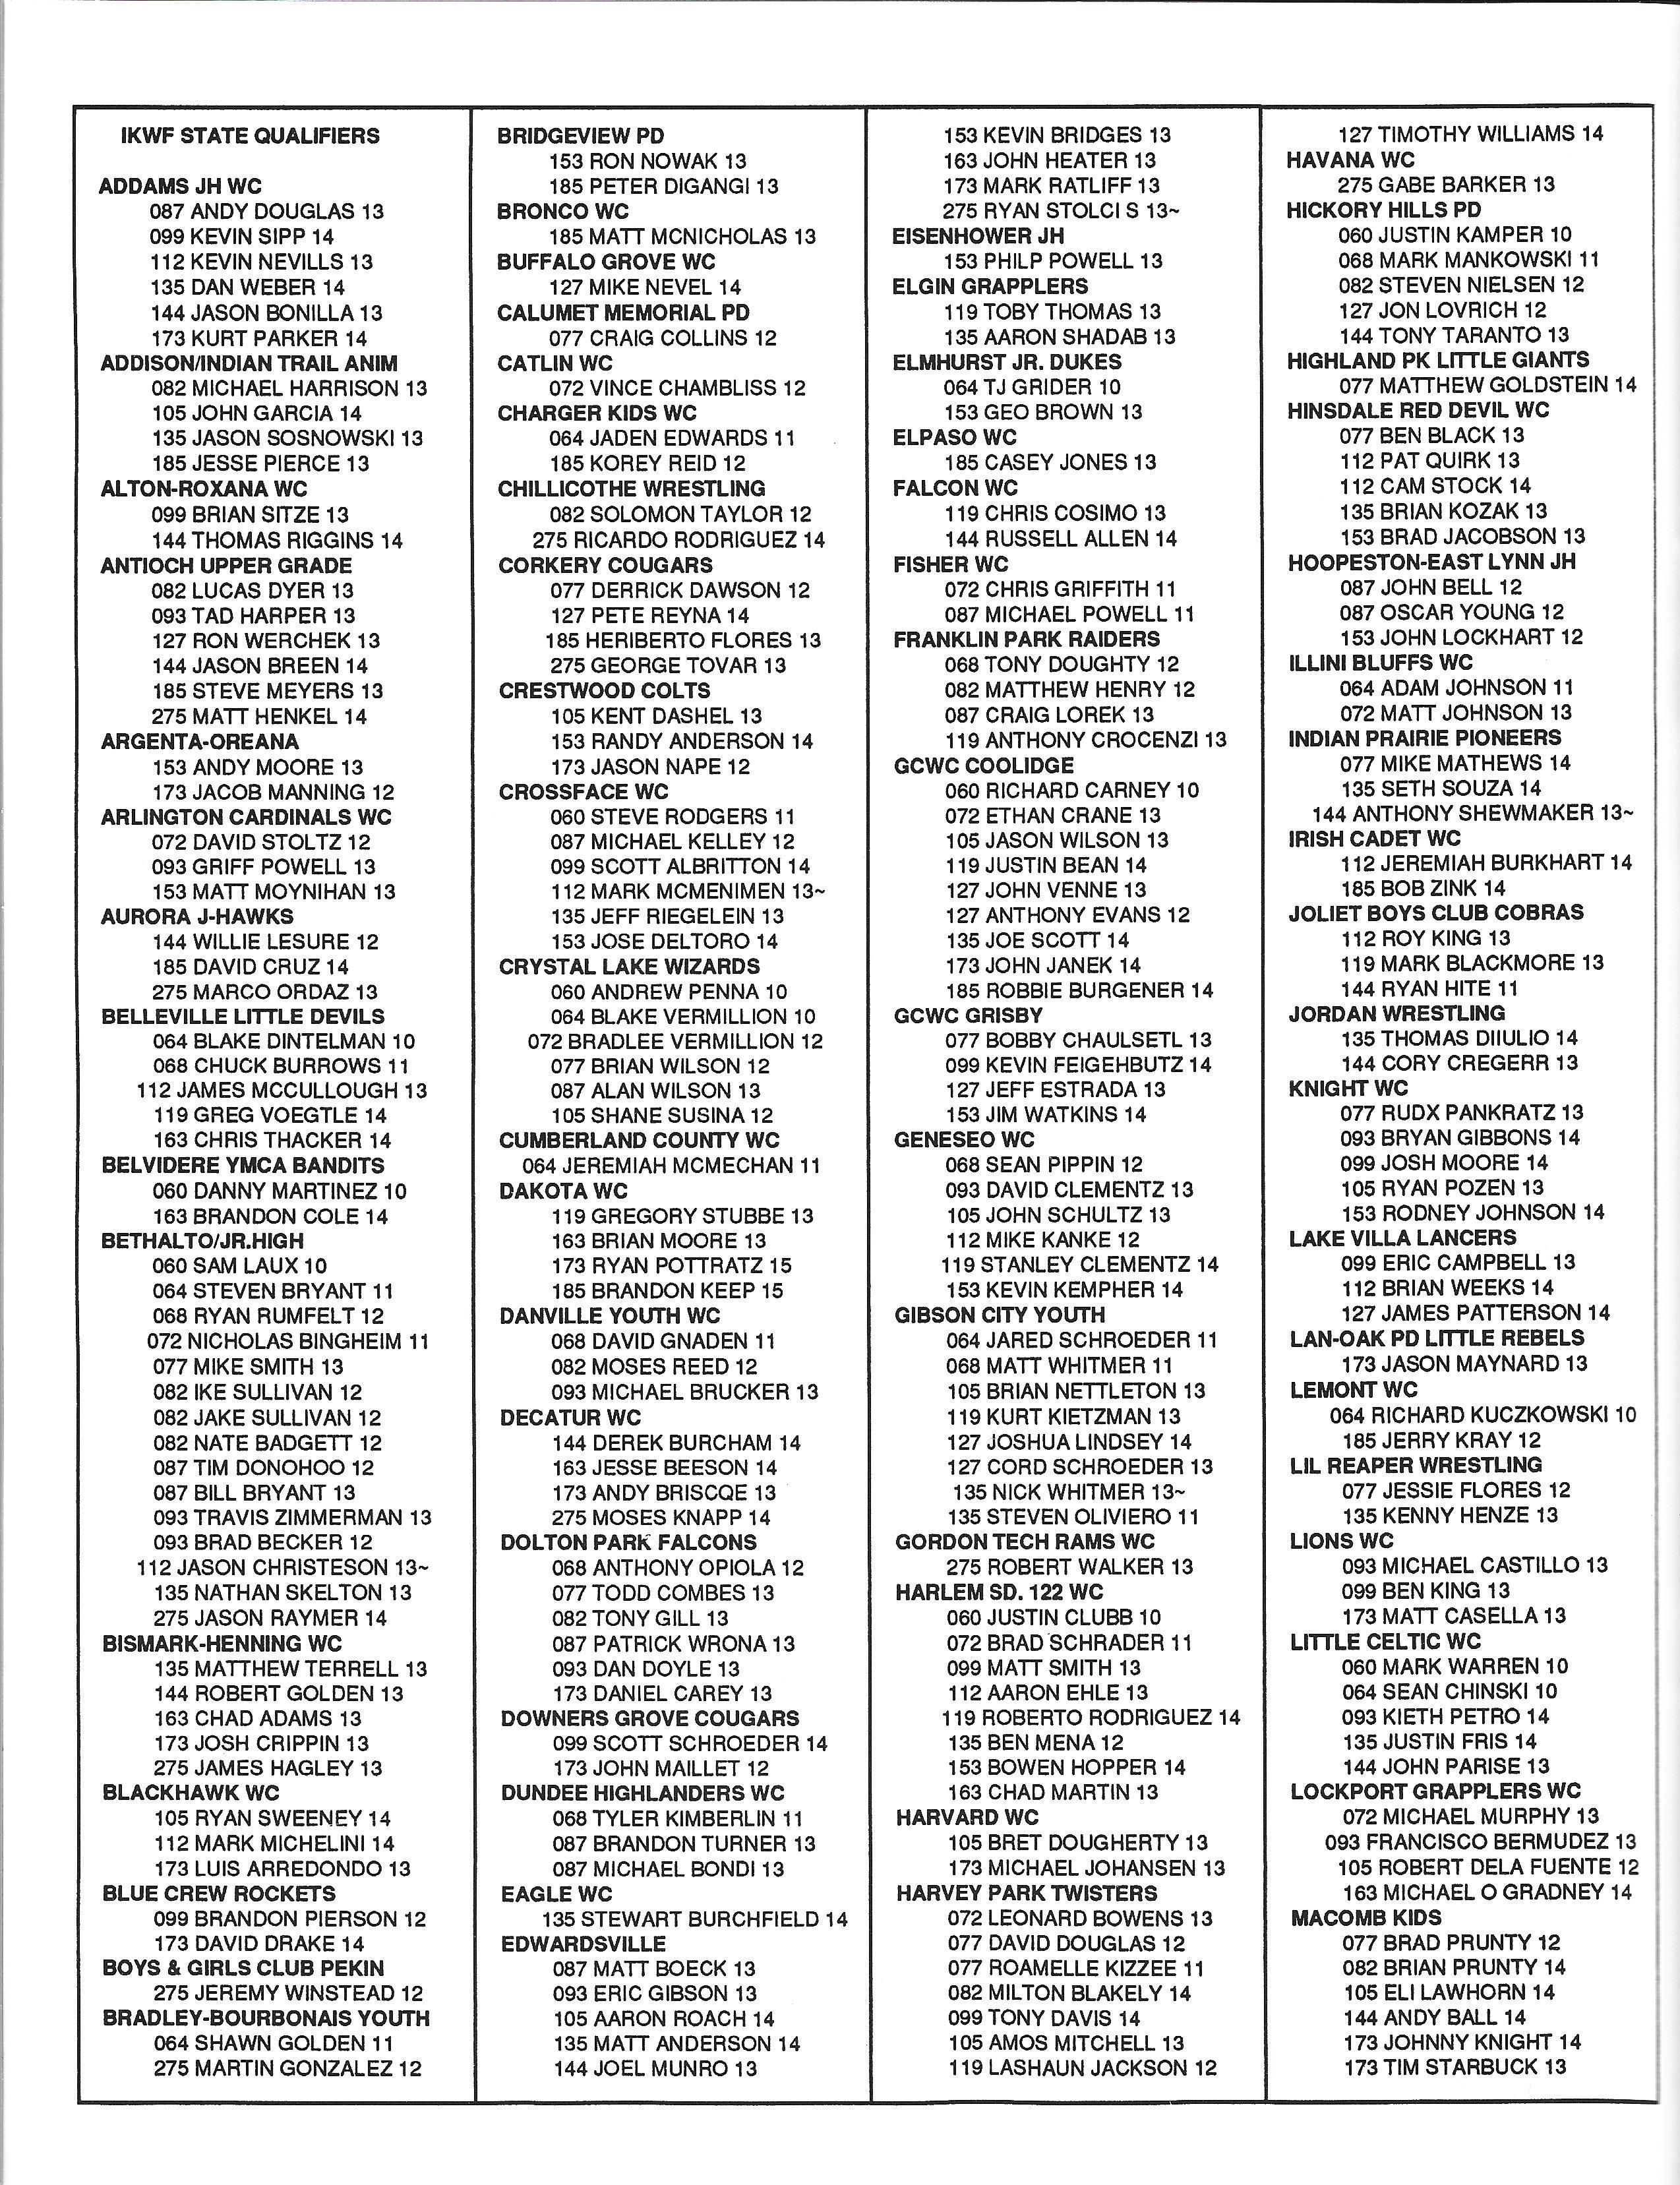 IKWF STATE QUALIFIERS
ADDAMS JH WC
087 ANDY DOUGLAS 13
099 KEVIN SIPP 14
112 KEVIN NEVILLS 13
135 DAN WEBER 14
144 JASON BONILLA 13
173 KURT PARKER 14
ADDISON/INDIAN TRAIL ANIM
082 MICHAEL HARRISON 13
105 JOHN GARCIA 14
135 JASON SOSNOWSKI 13
185 JESSE PIERCE 13
ALTON-ROXANA WC
099 BRIAN SITZE 13
144 THOMAS RIGGINS 14
ANTIOCH UPPER GRADE
082 LUCAS DYER 13
093 TAD HARPER 13
127 RON WERCHEK 13
144 JASON BREEN 14
185 STEVE MEYERS 13
275 MATT HENKEL 14
ARGENTA-OREANA
153 ANDY MOORE 13
173 JACOB MANNING 12
ARLINGTON CARDINALS WC
072 DAVID STOLTZ 12
093 GRIFF POWELL 13
153 MATT MOYNIHAN 13
AURORA J-HAWKS
144 WILLIE LESURE 12
185 DAVID CRUZ 14
275 MARCO ORDAZ 13
BELLEVILLE LITTLE DEVILS
064 BLAKE DINTELMAN 10
068 CHUCK BURROWS 11
112 JAMES MCCULLOUGH 13
119 GREG VOEGTLE 14
163 CHRIS THACKER 14
BELVIDERE YMCA BANDITS
060 DANNY MARTINEZ 10
163 BRANDON COLE 14
BETHALTO/JR.HIGH
060 SAM LAUX 10
064 STEVEN BRYANT 11
068 RYAN RUMFELT 12
072 NICHOLAS BINGHEIM 11
077 MIKE SMITH 13
082 IKE SULLIVAN 12
082 JAKE SULLIVAN 12
082 NATE BADGETT 12
087 TIM DONOHOO 12
087 BILL BRYANT 13
093 TRAVIS ZIMMERMAN 13
093 BRAD BECKER 12
112 JASON CHRISTESON 13~
135 NATHAN SKELTON 13
275 JASON RAYMER 14
BISMARK-HENNING WC
135 MATTHEW TERRELL 13
144 ROBERT GOLDEN 13
163 CHAD ADAMS 13
173 JOSH CRIPPIN 13
275 JAMES HAGLEY 13
BLACKHAWK WC
105 RYAN SWEENEY 14
112 MARK MICHELINI 14
173 LUIS ARREDONDO 13
BLUE CREW ROCKETS
099 BRANDON PIERSON 12
173 DAVID DRAKE 14
BOYS & GIRLS CLUB PEKIN
275 JEREMY WINSTEAD 12
BRADLEY-BOURBONAIS YOUTH
064 SHAWN GOLDEN 11
275 MARTIN GONZALEZ 12
BRIDGEVIEW PD
153 RON NOWAK 13
185 PETER DIGANGI 13
BRONCO WC
185 MATT MCNICHOLAS 13
BUFFALO GROVE WC
127 MIKE NEVEL 14
CALUMET MEMORIAL PD
077 CRAIG COLLINS 12
CATLIN WC
072 VINCE CHAMBLISS 12
CHARGER KIDS WC
064 JADEN EDWARDS 11
185 KOREY REID 12
CHILLICOTHE WRESTLING
082 SOLOMON TAYLOR 12
275 RICARDO RODRIGUEZ 14
CORKERY COUGARS
077 DERRICK DAWSON 12
127 PETE REYNA 14
185 HERIBERTO FLORES 13
275 GEORGE TOVAR 13
CRESTWOOD COLTS
105 KENT DASHEL 13
153 RANDY ANDERSON 14
173 JASON NAPE 12
CROSSFACE WC
060 STEVE RODGERS 11
087 MICHAEL KELLEY 12
099 SCOTT ALBRITTON 14
112 MARK MCMENIMEN 13~
135 JEFF RIEGELEIN 13
153 JOSE DELTORO 14
CRYSTAL LAKE WIZARDS
060 ANDREW PENNA 10
064 BLAKE VERMILLION 10
072 BRADLEE VERMILLION 12
077 BRIAN WILSON 12
087 ALAN WILSON 13
105 SHANE SUSINA 12
CUMBERLAND COUNTY WC
064 JEREMIAH MCMECHAN 11
DAKOTA WC
119 GREGORY STUBBE 13
163 BRIAN MOORE 13
173 RYAN POTTRATZ 15
185 BRANDON KEEP 15
DANVILLE YOUTH WC
068 DAVID GNADEN 11
082 MOSES REED 12
093 MICHAEL BRUCKER 13
DECATUR WC
144 DEREK BURCHAM 14
163 JESSE BEESON 14
173 ANDY BRISCQE 13
275 MOSES KNAPP 14
DOLTON PARK FALCONS
068 ANTHONY OPIOLA 12
077 TODD COMBES 13
082 TONY GILL 13
087 PATRICK WRONA 13
093 DAN DOYLE 13
173 DANIEL CAREY 13
DOWNERS GROVE COUGARS
099 SCOTT SCHROEDER 14
173 JOHN MAILLET 12
DUNDEE HIGHLANDERS WC
068 TYLER KIMBERLIN 11
087 BRANDON TURNER 13
087 MICHAEL BONDI 13
EAGLE WC
135 STEWART BURCHFIELD 14
EDWARDSVILLE
087 MATT BOECK 13
093 ERIC GIBSON 13
105 AARON ROACH 14
135 MATT ANDERSON 14
144 JOEL MUNRO 13
153 KEVIN BRIDGES 13
163 JOHN HEATER 13
173 MARK RATLIFF 13
275 RYAN STOLCI S 13~
EISENHOWER JH
153 PHILP POWELL 13
ELGIN GRAPPLERS
119 TOBY THOMAS 13
135 AARON SHADAB 13
ELMHURST JR. DUKES
064 TJ GRIDER 10
153 GEO BROWN 13
ELPASO WC
185 CASEY JONES 13
FALCON WC
119 CHRIS COSIMO 13
144 RUSSELL ALLEN 14
FISHER WC
072 CHRIS GRIFFITH 11
087 MICHAEL POWELL 11
FRANKLIN PARK RAIDERS
068 TONY DOUGHTY 12
082 MATTHEW HENRY 12
087 CRAIG LOREK 13
119 ANTHONY CROCENZI 13
GCWC COOLIDGE
060 RICHARD CARNEY 10
072 ETHAN CRANE 13
105 JASON WILSON 13
119 JUSTIN BEAN 14
127 JOHN VENNE 13
127 ANTHONY EVANS 12
135 JOE SCOTT 14
173 JOHN JANEK 14
185 ROBBIE BURGENER 14
GCWC GRISBY
077 BOBBY CHAULSETL 13
099 KEVIN FEIGEHBUTZ 14
127 JEFF ESTRADA 13
153 JIM WATKINS 14
GENESEO WC
068 SEAN PIPPIN 12
093 DAVID CLEMENTZ 13
105 JOHN SCHULTZ 13
112 MIKE KANKE 12
119 STANLEY CLEMENTZ 14
153 KEVIN KEMPHER 14
GIBSON CITY YOUTH
064 JARED SCHROEDER 11
068 MATT WHITMER 11
105 BRIAN NETTLETON 13
119 KURT KIETZMAN 13
127 JOSHUA LINDSEY 14
127 CORD SCHROEDER 13
135 NICK WHITMER 13~
135 STEVEN OLIVIERO 11
GORDON TECH RAMS WC
275 ROBERT WALKER 13
HARLEM SD. 122 WC
060 JUSTIN CLUBB 10
072 BRAD SCHRADER 11
099 MATT SMITH 13
112 AARON EHLE 13
119 ROBERTO RODRIGUEZ 14
135 BEN MENA 12
153 BOWEN HOPPER 14
163 CHAD MARTIN 13
HARVARD WC
105 BRET DOUGHERTY 13
173 MICHAEL JOHANSEN 13
HARVEY PARK TWISTERS
072 LEONARD BOWENS 13
077 DAVID DOUGLAS 12
077 ROAMELLE KIZZEE 11
082 MILTON BLAKELY 14
099 TONY DAVIS 14
105 AMOS MITCHELL 13
119 LASHAUN JACKSON 12
127 TIMOTHY WILLIAMS 14
HAVANA WC
275 GABE BARKER 13
HICKORY HILLS PD
060 JUSTIN KAMPER 10
068 MARK MANKOWSKI 11
082 STEVEN NIELSEN 12
127 JON LOVRICH 12
144 TONY TARANTO 13
HIGHLAND PK LITTLE GIANTS
077 MATTHEW GOLDSTEIN 14
HINSDALE RED DEVIL WC
077 BEN BLACK 13
112 PAT QUIRK 13
112 CAM STOCK 14
135 BRIAN KOZAK 13
153 BRAD JACOBSON 13
HOOPESTON-EAST LYNN JH
087 JOHN BELL 12
087 OSCAR YOUNG 12
153 JOHN LOCKHART 12
ILLINI BLUFFS WC
064 ADAM JOHNSON 11
072 MATT JOHNSON 13
INDIAN PRAIRIE PIONEERS
077 MIKE MATHEWS 14
135 SETH SOUZA 14
144 ANTHONY SHEWMAKER 13~
IRISH CADET WC
112 JEREMIAH BURKHART 14
185 BOB ZINK 14
JOLIET BOYS CLUB COBRAS
112 ROY KING 13
119 MARK BLACKMORE 13
144 RYAN HITE 11
JORDAN WRESTLING
135 THOMAS DIIULIO 14
144 CORY CREGERR 13
KNIGHT WC
077 RUDX PANKRATZ 13
093 BRYAN GIBBONS 14
099 JOSH MOORE 14
105 RYAN POZEN 13
153 RODNEY JOHNSON 14
LAKE VILLA LANCERS
099 ERIC CAMPBELL 13
112 BRIAN WEEKS 14
127 JAMES PATTERSON 14
LAN-OAK PD LITTLE REBELS
173 JASON MAYNARD 13
LEMONT WC
064 RICHARD KUCZKOWSKI 10
185 JERRY KRAY 12
LIL REAPER WRESTLING
077 JESSIE FLORES 12
135 KENNY HENZE 13
LIONS WC
093 MICHAEL CASTILLO 13
099 BEN KING 13
173 MATT CASELLA 13
LITTLE CELTIC WC
060 MARK WARREN 10
064 SEAN CHINSKI 10
093 KIETH PETRO 14
135 JUSTIN FRIS 14
144 JOHN PARISE 13
LOCKPORT GRAPPLERS WC
072 MICHAEL MURPHY 13
093 FRANCISCO BERMUDEZ 13
105 ROBERT DELA FUENTE 12
163 MICHAEL O GRADNEY 14
MACOMB KIDS
077 BRAD PRUNTY 12
082 BRIAN PRUNTY 14
105 ELI LAWHORN 14
144 ANDY BALL 14
173 JOHNNY KNIGHT 14
173 TIM STARBUCK 13